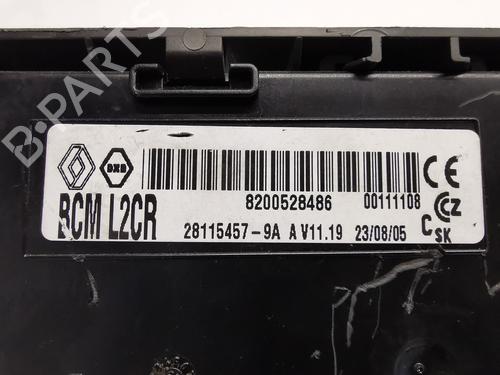 B-PARTS
8200528486 00111108
BCM L2CR
28115457-9A A V11.19 23/08/05
CE
CZ
C SK